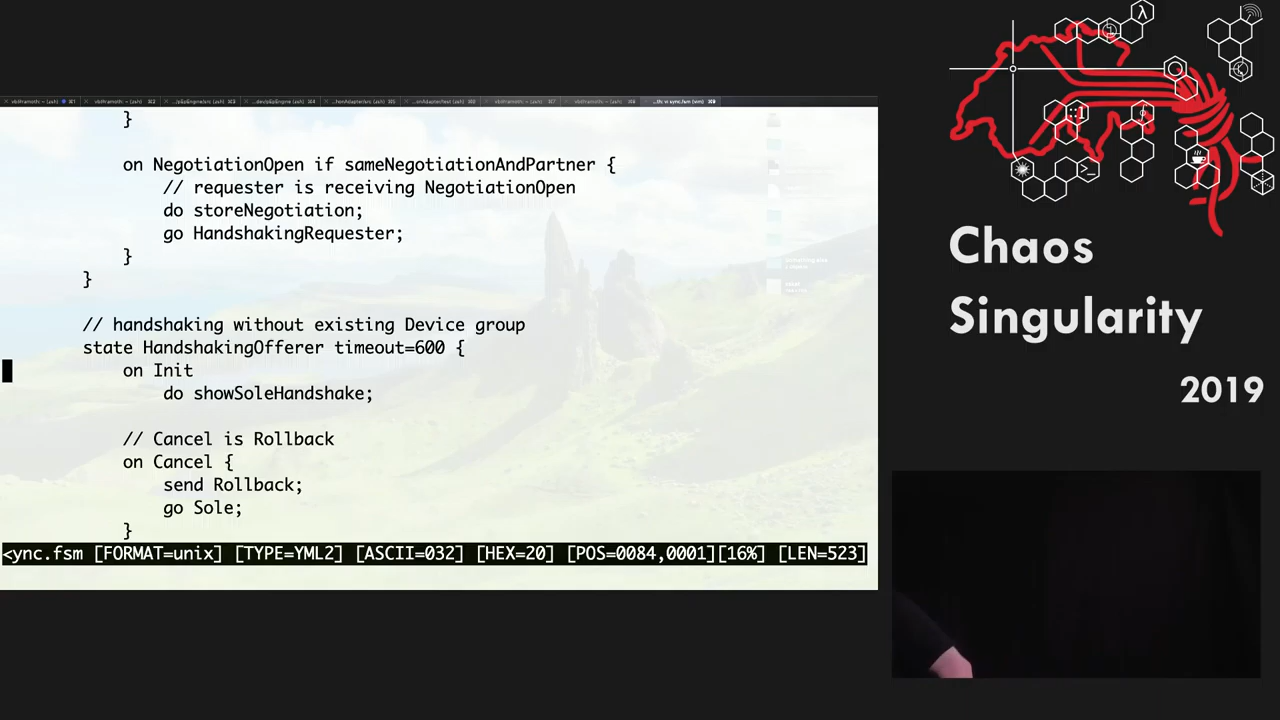 }
on NegotiationOpen if sameNegotiationAndPartner {
// requester is receiving NegotiationOpen
do storeNegotiation;
go HandshakingRequester;
}
}
// handshaking without existing Device group
state HandshakingOfferer timeout=600 {
on Init
do showSoleHandshake;
// Cancel is Rollback
on Cancel {
send Rollback;
go Sole;
}
<ync.fsm [FORMAT=unix] [TYPE=YML2] [ASCII=032] [HEX=20] [POS=0084,0001][16%] [LEN=523]
Chaos
Singularity
2019